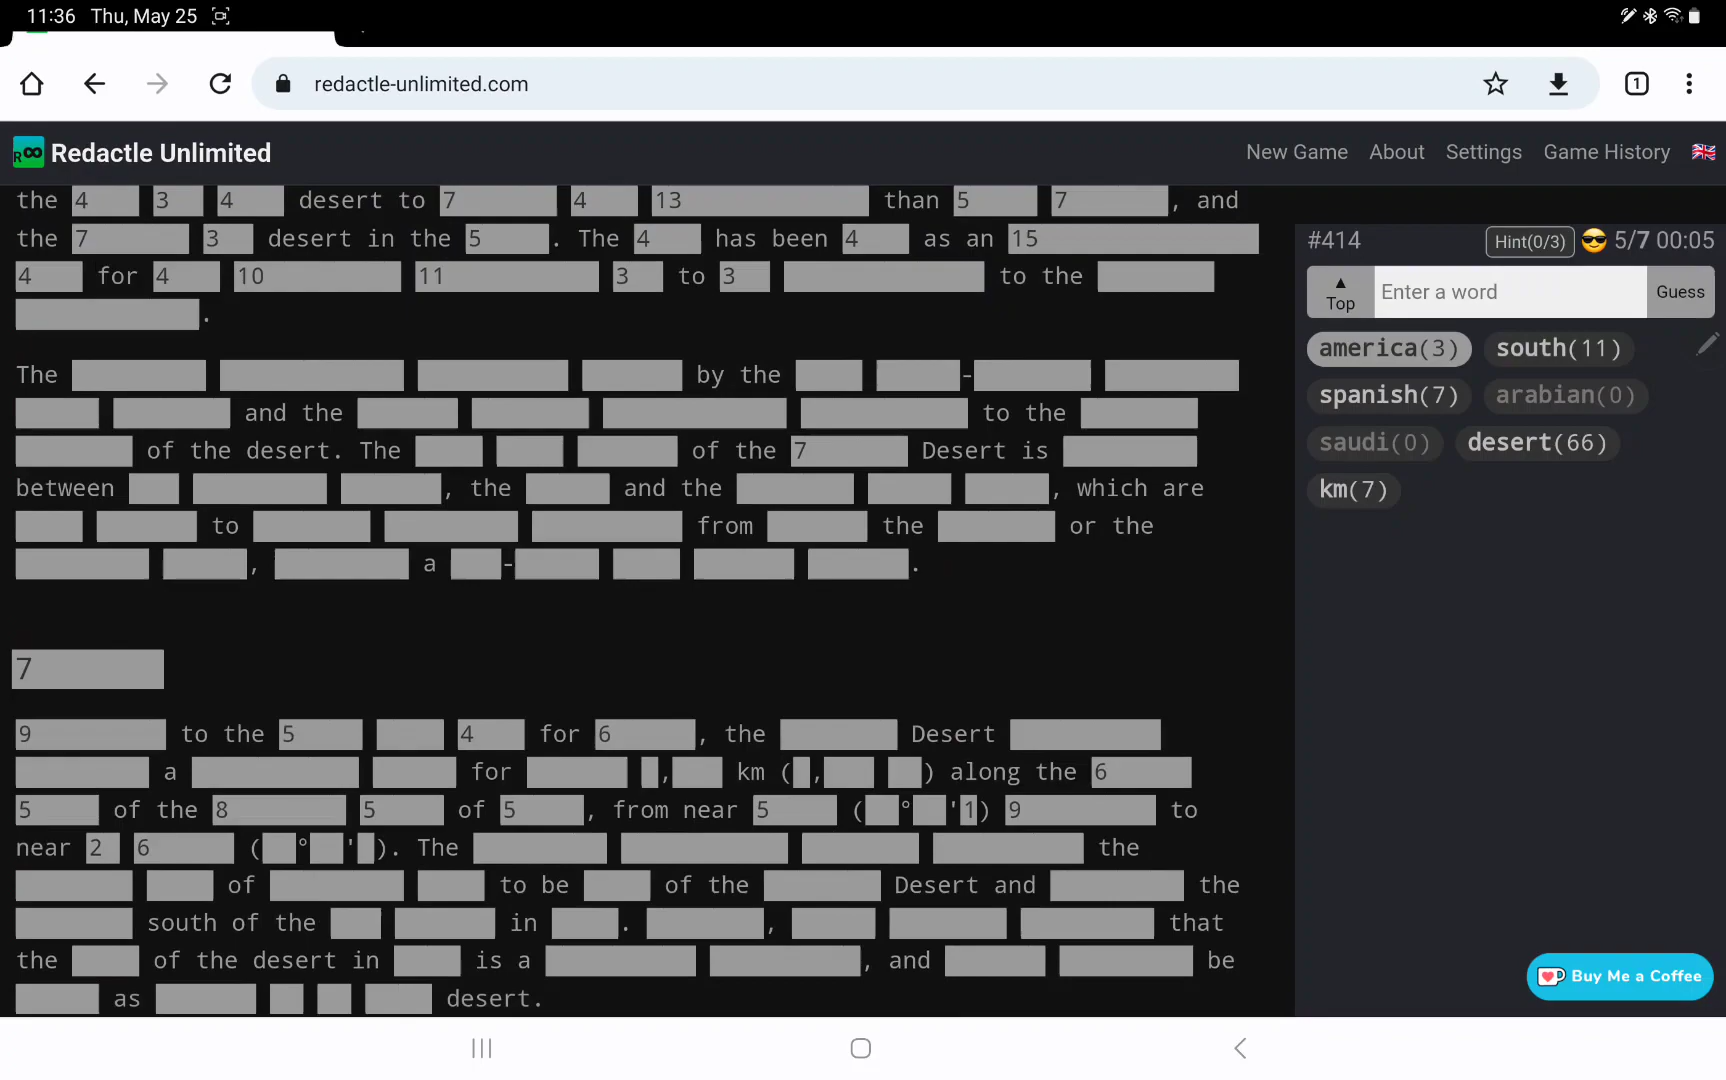 11:36 Thu, May 25
redactle-unlimited.com 1
R∞ Redactle Unlimited New Game About Settings Game History
the 4 3 4 desert to 7 4 13 than 5 7, and
the 7 3 desert in the 5. The 4 has been 4 as an 15
4 for 4 10 11 3 to 3 to the
.
The by the -
and the to the
of the desert. The of the 7 Desert is
between , the and the , which are
to from the or the
, a - .
7
9 to the 5 4 for 6, the Desert
a for , km ( , ) along the 6
5 of the 8 5 of 5, from near 5 ( ° '1) 9 to
near 2 6 ( ° ' ). The the
of to be of the Desert and the
south of the in . , that
the of the desert in is a , and be
as desert.
#414 Hint(0/3) 5/7 00:05
▲ Top Enter a word Guess
america(3) south(11)
spanish(7) arabian(0)
saudi(0) desert(66)
km(7)
Buy Me a Coffee